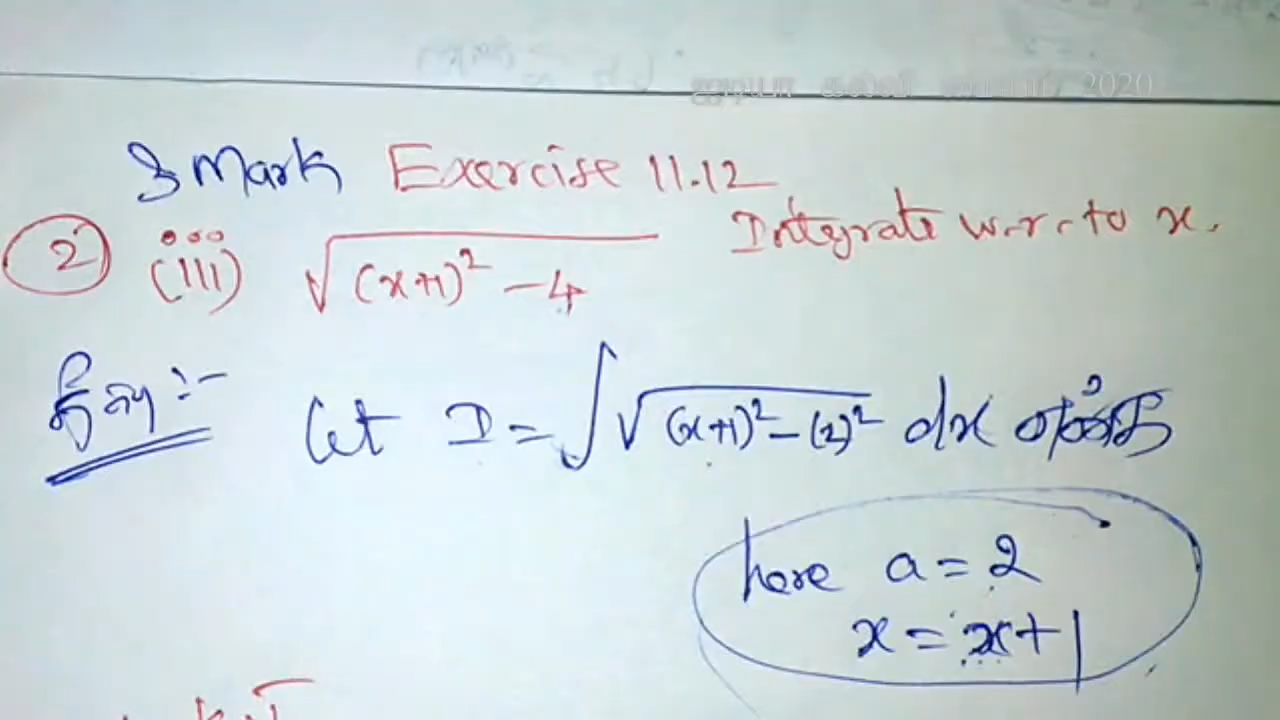 2020
3 Mark Exercise 11.12
2 (iii) √(x+1)² - 4 Integrate w.r.to x.
தீர்வு :-
Let I = ∫ √(x+1)² - (2)² dx என்க
here a = 2
x = x+1